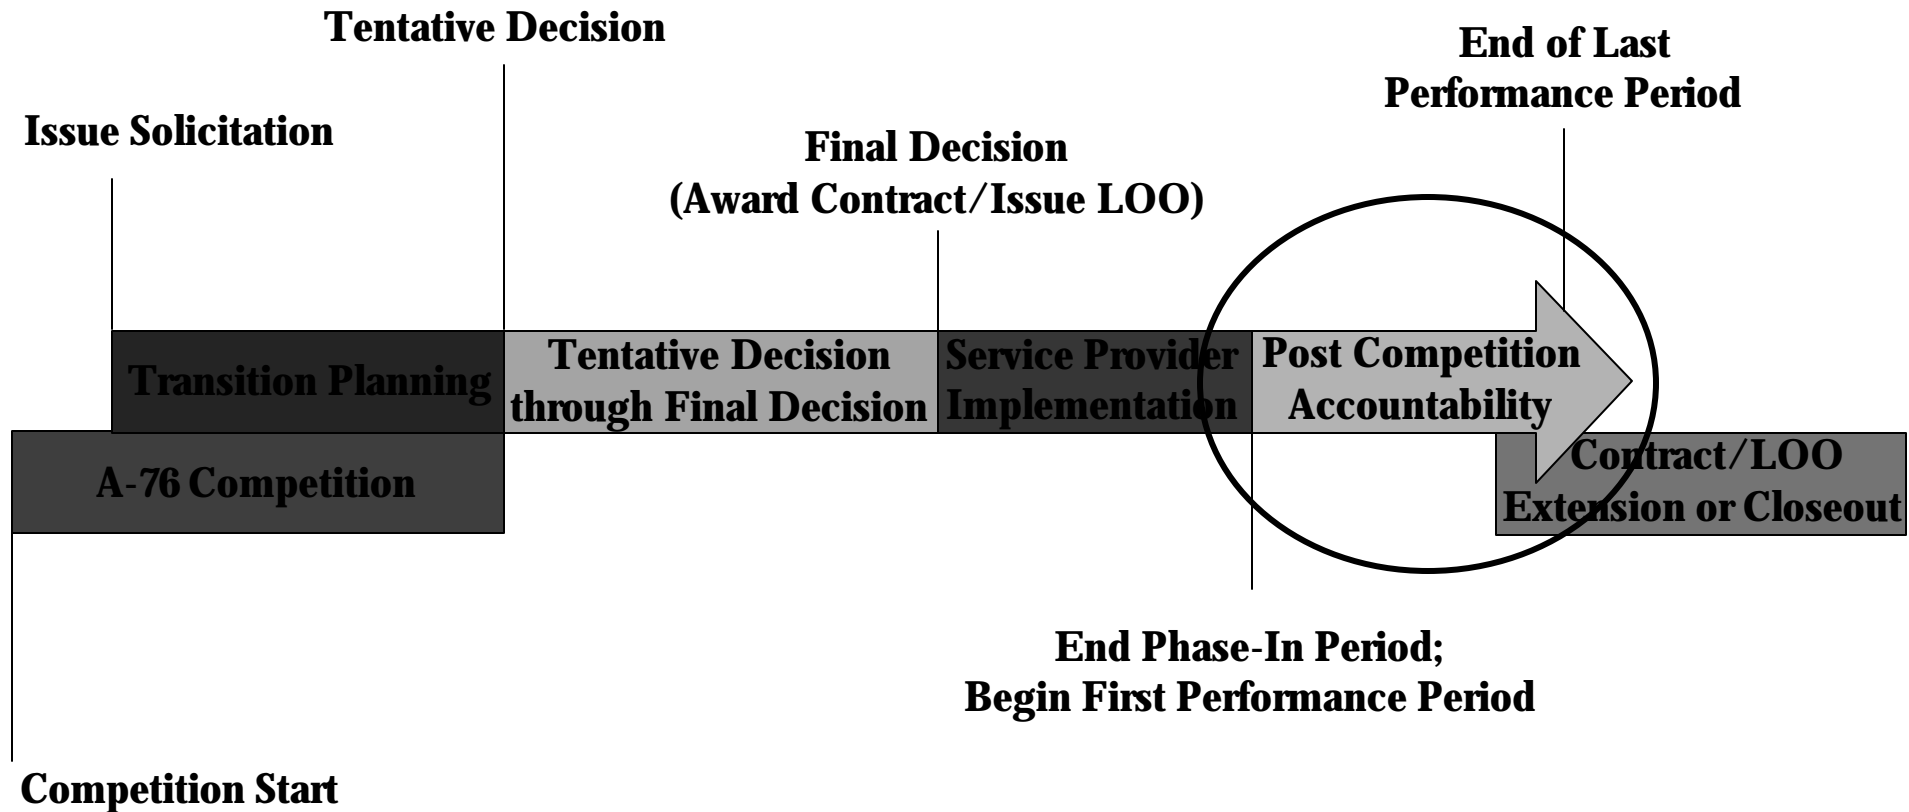 Tentative Decision
End of Last
Performance Period
Issue Solicitation
Final Decision
(Award Contract/Issue LOO)
Transition Planning
Tentative Decision
through Final Decision
Service Provider
Implementation
Post Competition
Accountability
A-76 Competition
Contract/LOO
Extension or Closeout
End Phase-In Period;
Begin First Performance Period
Competition Start